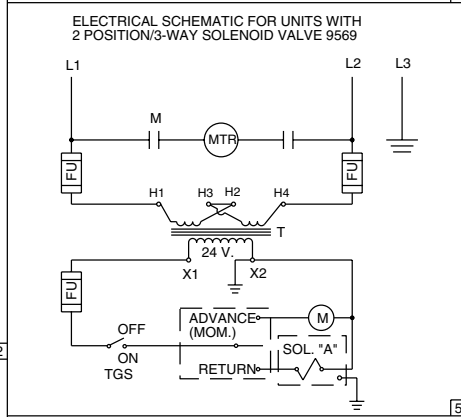 ELECTRICAL SCHEMATIC FOR UNITS WITH
2 POSITION/3-WAY SOLENOID VALVE 9569
L1
L2
L3
M
MTR
FU
FU
H1
H3
H2
H4
T
24 V.
X1
X2
FU
ADVANCE
(MOM.)
M
OFF
ON
TGS
SOL. "A"
RETURN
2
5